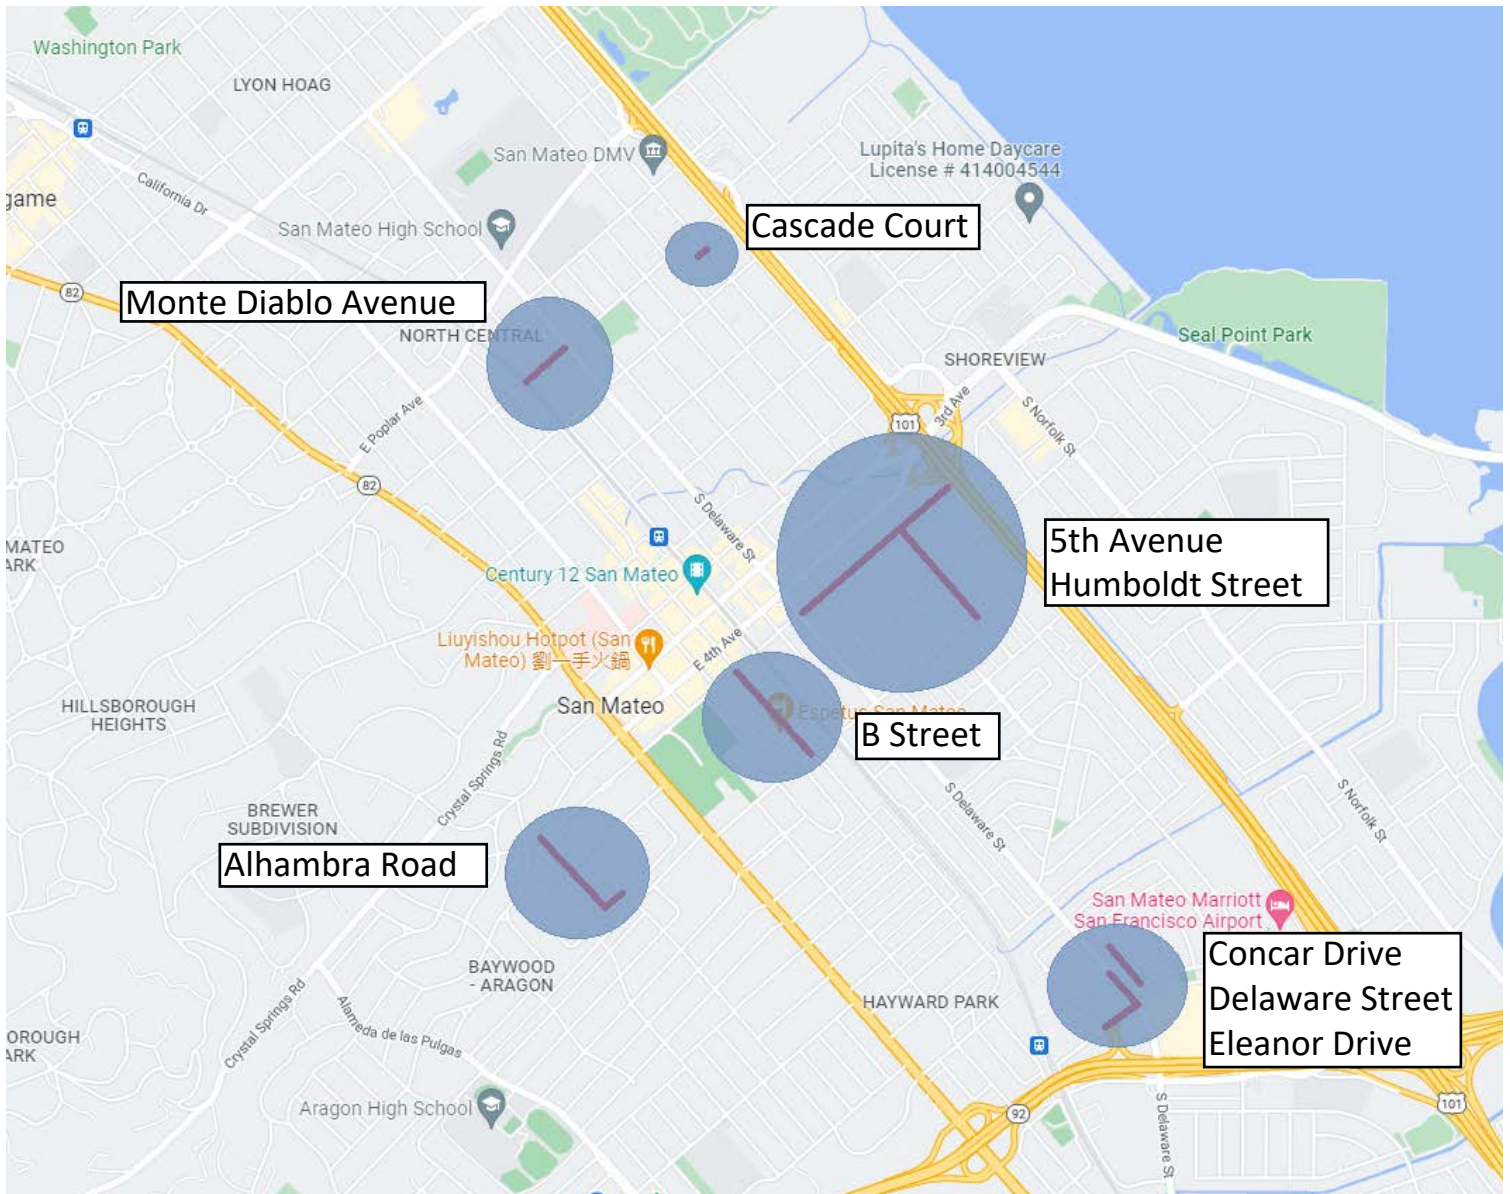 Washington Park
LYON HOAG
San Mateo DMV
Lupita's Home Daycare
License # 414004544
California Dr
game
San Mateo High School
Cascade Court
82
Monte Diablo Avenue
NORTH CENTRAL
Seal Point Park
SHOREVIEW
E Poplar Ave
101
3rd Ave
S Norfolk St
82
S Delaware St
MATEO
ARK
5th Avenue
Humboldt Street
Century 12 San Mateo
Liuyishou Hotpot (San
Mateo) 劉一手火鍋
E 4th Ave
San Mateo
HILLSBOROUGH
HEIGHTS
Espetus San Mateo
B Street
Crystal Springs Rd
S Delaware St
S Norfolk St
BREWER
SUBDIVISION
Alhambra Road
San Mateo Marriott
San Francisco Airport
Concar Drive
Delaware Street
Eleanor Drive
BAYWOOD
- ARAGON
HAYWARD PARK
Crystal Springs Rd
Alameda de las Pulgas
OROUGH
ARK
Aragon High School
92
101
S Delaware St